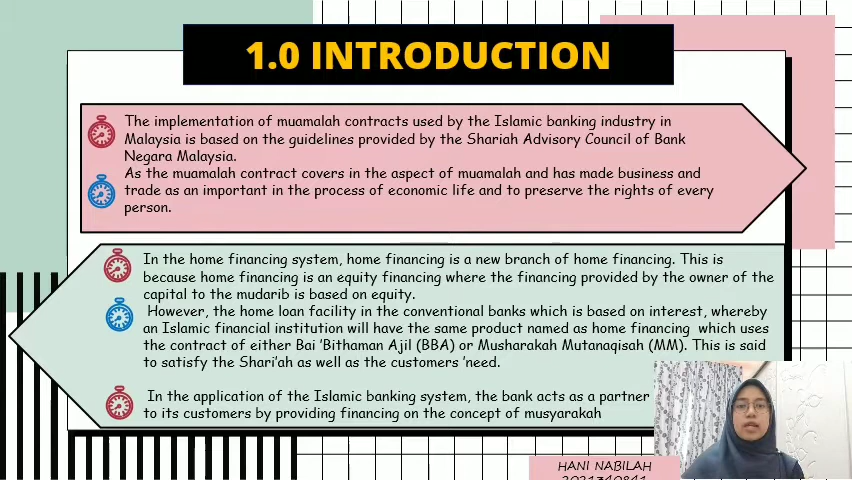 1.0 INTRODUCTION
The implementation of muamalah contracts used by the Islamic banking industry in
Malaysia is based on the guidelines provided by the Shariah Advisory Council of Bank
Negara Malaysia.
As the muamalah contract covers in the aspect of muamalah and has made business and
trade as an important in the process of economic life and to preserve the rights of every
person.
In the home financing system, home financing is a new branch of home financing. This is
because home financing is an equity financing where the financing provided by the owner of the
capital to the mudarib is based on equity.
However, the home loan facility in the conventional banks which is based on interest, whereby
an Islamic financial institution will have the same product named as home financing which uses
the contract of either Bai 'Bithaman Ajil (BBA) or Musharakah Mutanaqisah (MM). This is said
to satisfy the Shari'ah as well as the customers 'need.
In the application of the Islamic banking system, the bank acts as a partner
to its customers by providing financing on the concept of musyarakah
HANI NABILAH
2021340841